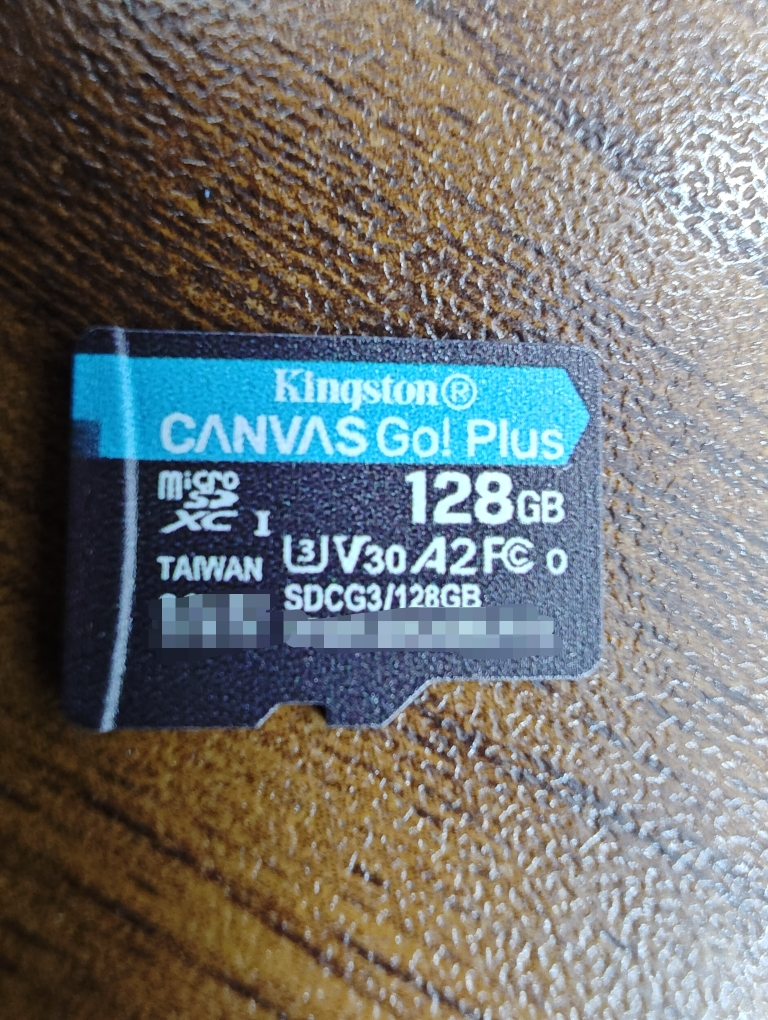 Kingston®
CANVAS Go! Plus
micro SD XC I
128GB
U3 V30 A2 FC O
TAIWAN
SDCG3/128GB